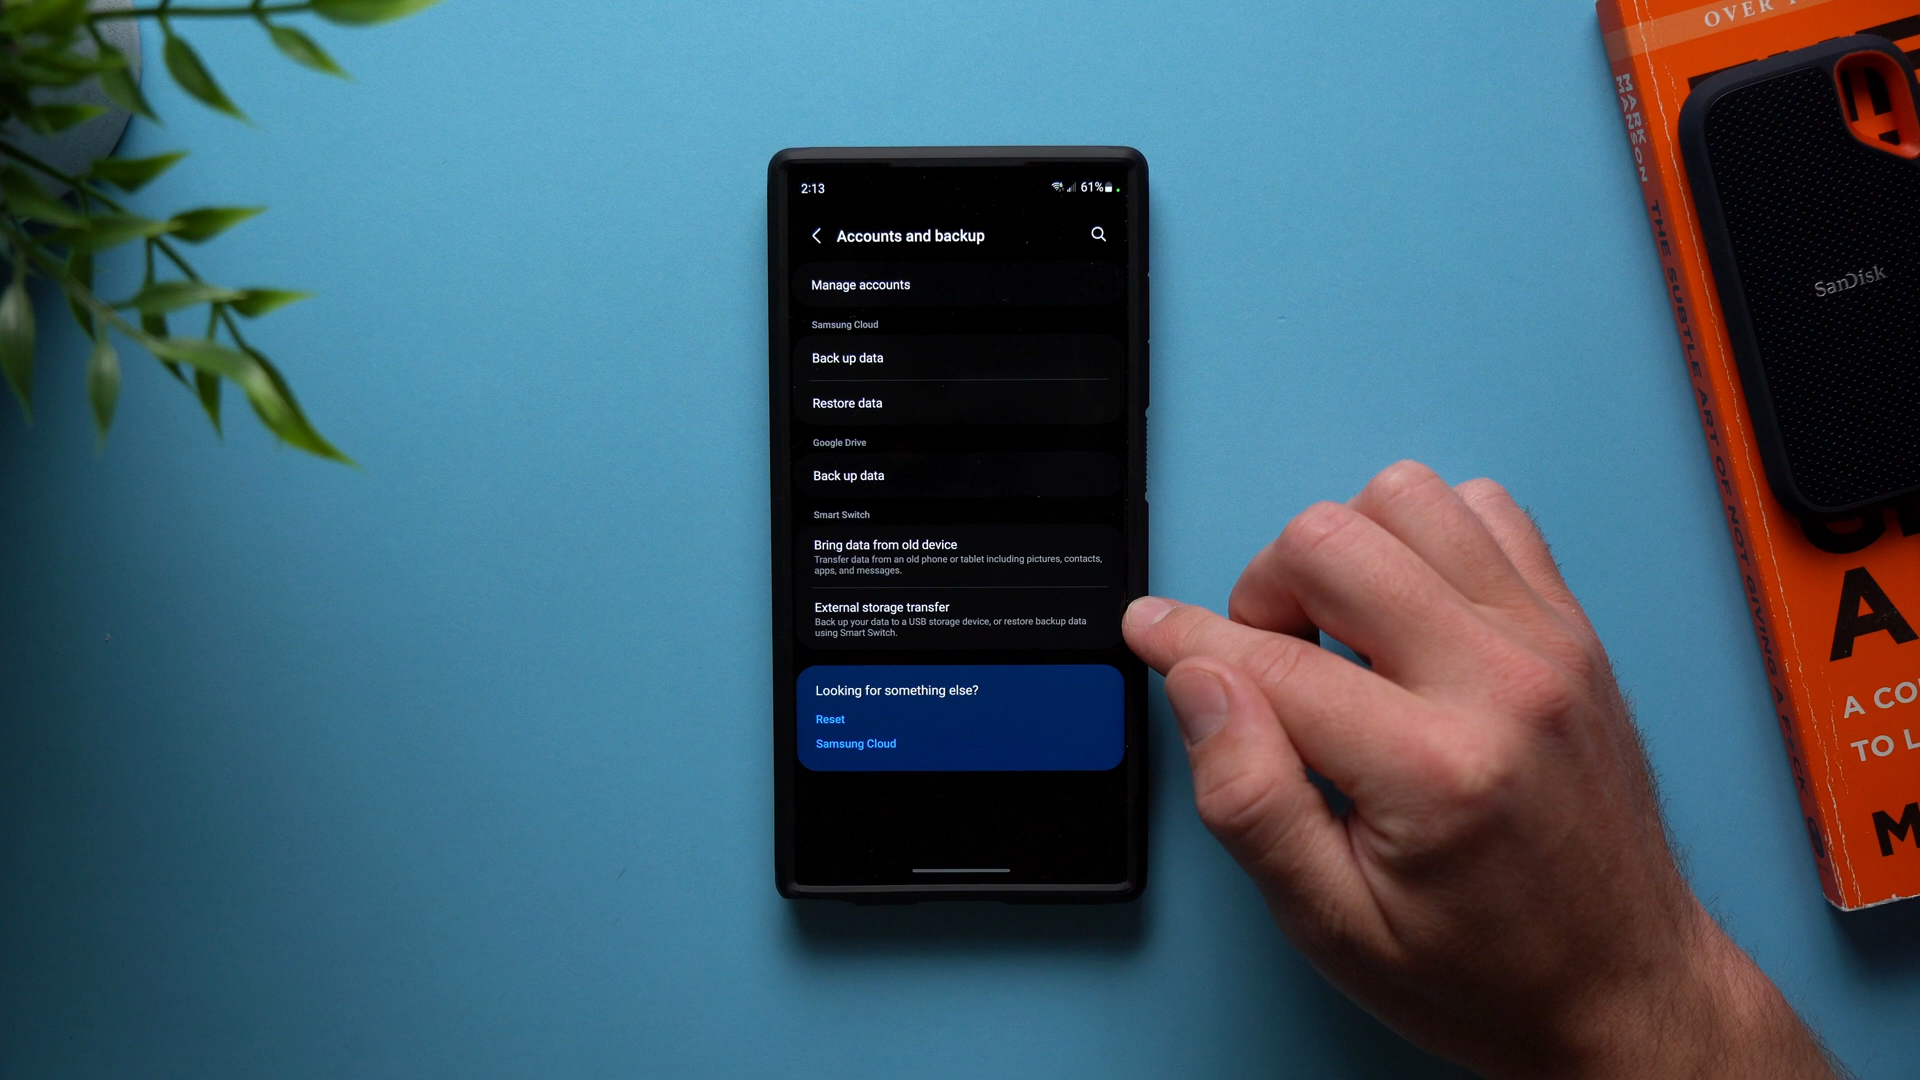 2:13
61%
Accounts and backup
Manage accounts
Samsung Cloud
Back up data
Restore data
Google Drive
Back up data
Smart Switch
Bring data from old device
Transfer data from an old phone or tablet including pictures, contacts,
apps, and messages.
External storage transfer
Back up your data to a USB storage device, or restore backup data
using Smart Switch.
Looking for something else?
Reset
Samsung Cloud
OVER
MARK
MANSON
THE SUBTLE ART OF NOT GIVING A F
CK
SanDisk
A
A CO
TO L
M